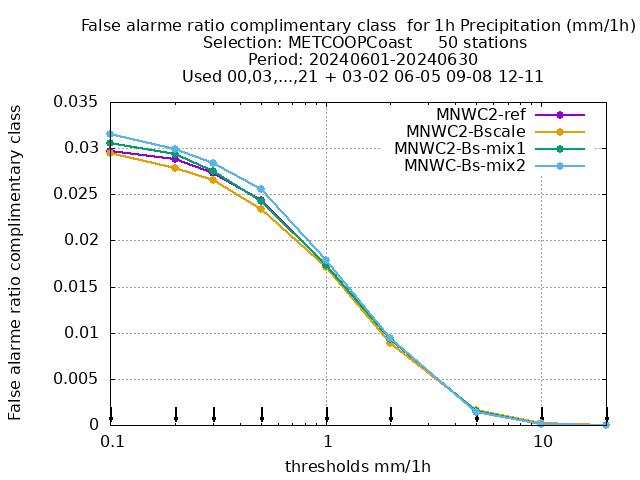 False alarme ratio complimentary class  for 1h Precipitation (mm/1h)
Selection: METCOOPCoast     50 stations
Period: 20240601-20240630
Used 00,03,...,21 + 03-02 06-05 09-08 12-11
False alarme ratio complimentary class
0.035
0.03
0.025
0.02
0.015
0.01
0.005
0
MNWC2-ref
MNWC2-Bscale
MNWC2-Bs-mix1
MNWC-Bs-mix2
0.1
1
10
thresholds mm/1h